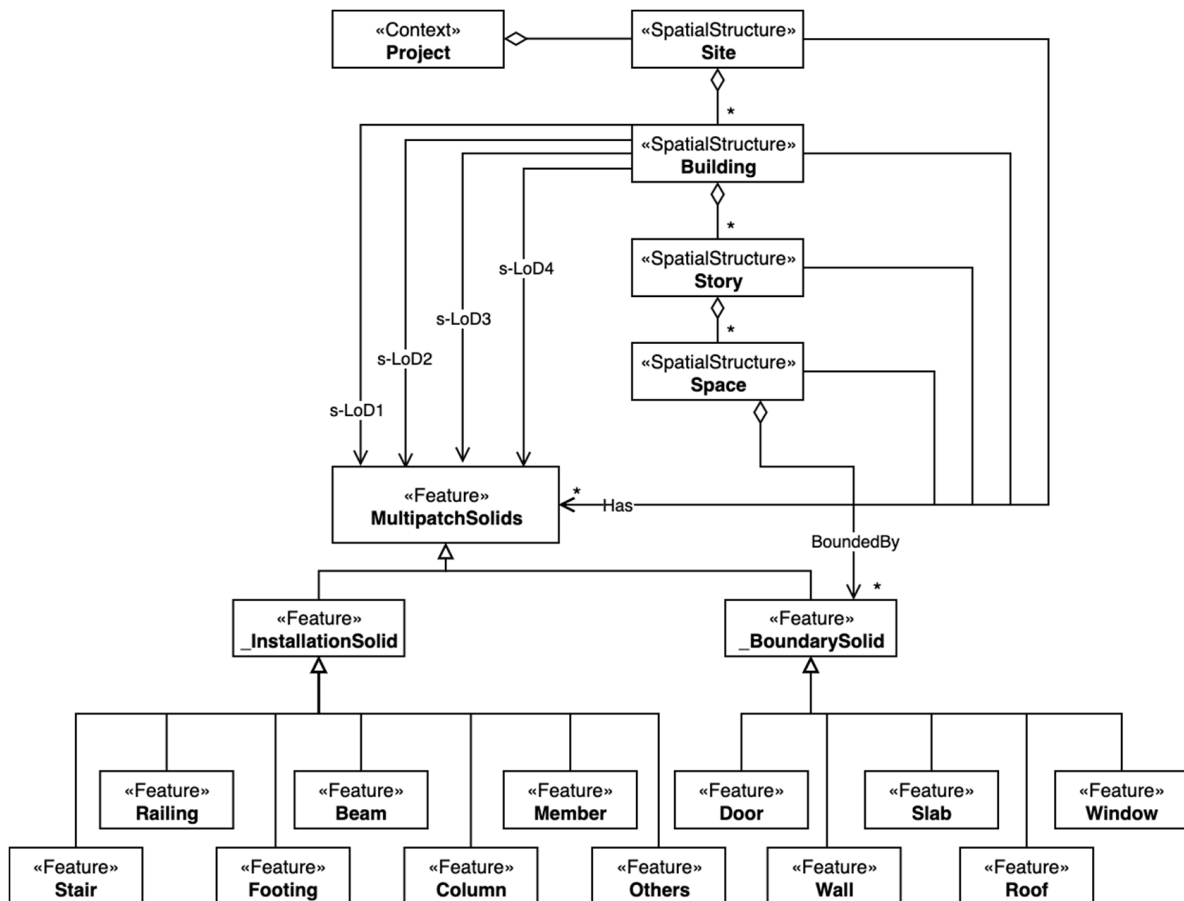 «Context»
Project
«SpatialStructure»
Site
*
«SpatialStructure»
Building
*
«SpatialStructure»
Story
*
«SpatialStructure»
Space
s-LoD4
s-LoD3
s-LoD2
s-LoD1
«Feature»
MultipatchSolids
*
Has
BoundedBy
*
«Feature»
_InstallationSolid
«Feature»
_BoundarySolid
«Feature»
Railing
«Feature»
Beam
«Feature»
Member
«Feature»
Door
«Feature»
Slab
«Feature»
Window
«Feature»
Stair
«Feature»
Footing
«Feature»
Column
«Feature»
Others
«Feature»
Wall
«Feature»
Roof